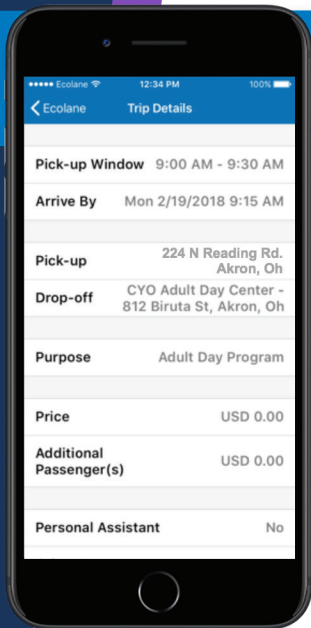 Ecolane 12:34 PM 100%
Ecolane Trip Details
Pick-up Window 9:00 AM - 9:30 AM
Arrive By Mon 2/19/2018 9:15 AM
Pick-up 224 N Reading Rd.
Akron, Oh
Drop-off CYO Adult Day Center -
812 Biruta St, Akron, Oh
Purpose Adult Day Program
Price USD 0.00
Additional
Passenger(s) USD 0.00
Personal Assistant No